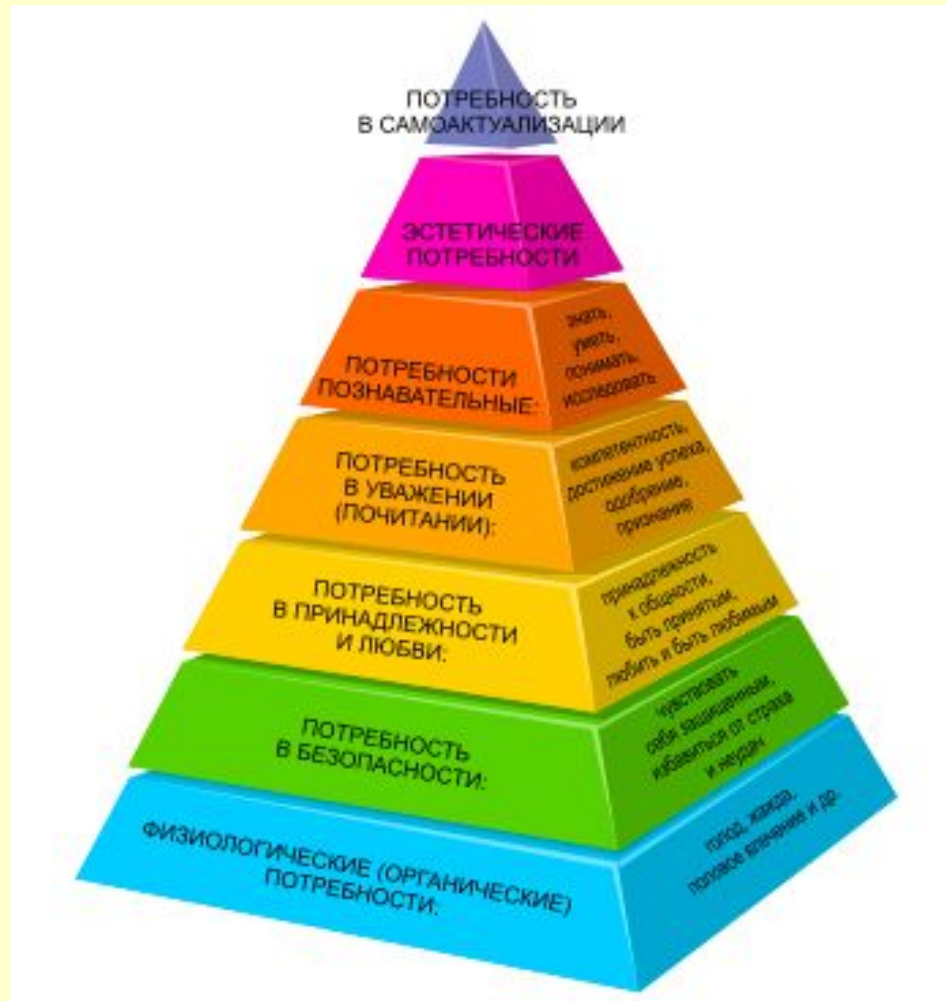 ПОТРЕБНОСТЬ
В САМОАКТУАЛИЗАЦИИ
ЭСТЕТИЧЕСКИЕ
ПОТРЕБНОСТИ
ПОТРЕБНОСТИ
ПОЗНАВАТЕЛЬНЫЕ:
знать,
уметь,
понимать,
исследовать
ПОТРЕБНОСТЬ
В УВАЖЕНИИ
(ПОЧИТАНИИ):
компетентность,
достижение успеха,
одобрение,
признание
ПОТРЕБНОСТЬ
В ПРИНАДЛЕЖНОСТИ
И ЛЮБВИ:
принадлежность
к общности,
быть принятым,
любить и быть любимым
ПОТРЕБНОСТЬ
В БЕЗОПАСНОСТИ:
чувствовать
себя защищенным,
избавиться от страха
и неудач
ФИЗИОЛОГИЧЕСКИЕ (ОРГАНИЧЕСКИЕ)
ПОТРЕБНОСТИ:
голод, жажда,
половое влечение и др.